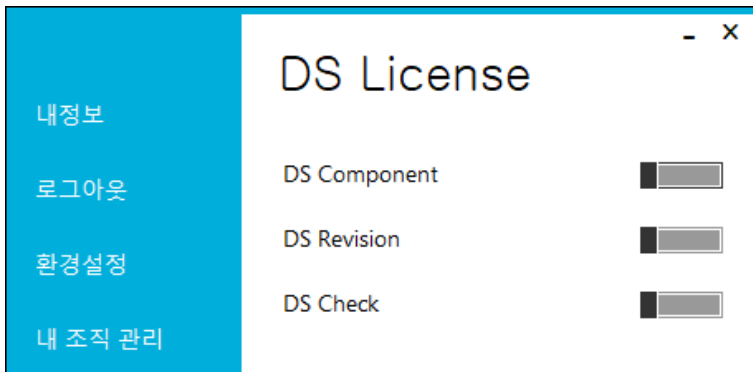 내정보
로그아웃
환경설정
내 조직 관리
DS License
DS Component
DS Revision
DS Check